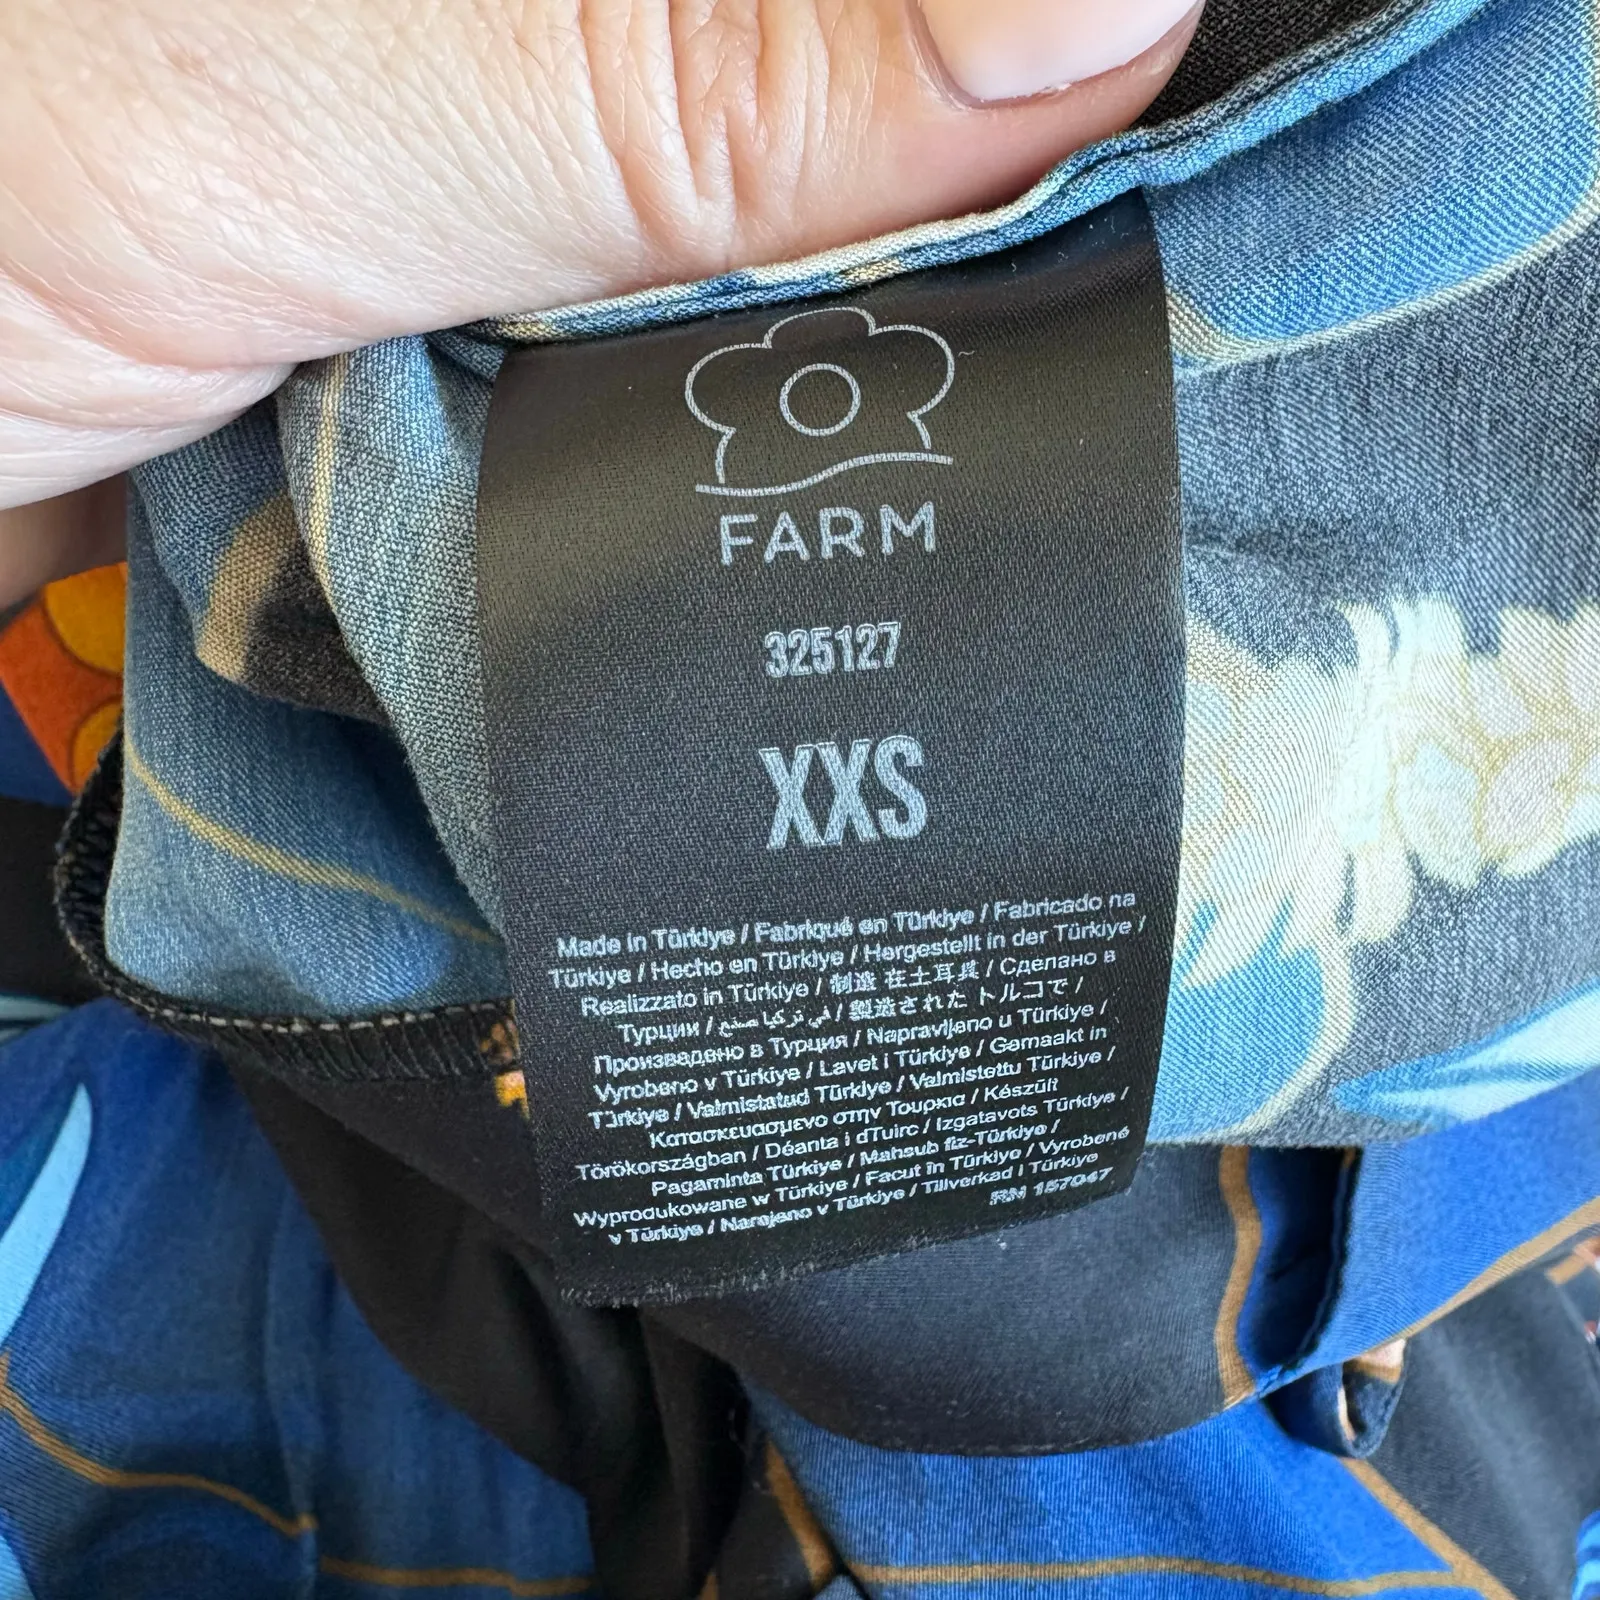 FARM
325127
XXS
Made in Türkiye / Fabriqué en Türkiye / Fabricado na
Türkiye / Hecho en Türkiye / Hergestellt in der Türkiye /
Realizzato in Türkiye / 制造 在土耳其 / Сделано в
Турции / في تركيا صنع / 製造された トルコで /
Произведено в Турция / Napravljeno u Türkiye /
Vyrobeno v Türkiye / Lavet i Türkiye / Gemaakt in
Türkiye / Valmistatud Türkiye / Valmistettu Türkiye /
Κατασκευασμενο στην Τουρκια / Készült
Törökországban / Déanta i dTuirc / Izgatavots Türkiye /
Pagaminta Türkiye / Mahsub fiz-Türkiye /
Wyprodukowane w Türkiye / Facut în Türkiye / Vyrobené
v Türkiye / Narejeno v Türkiye / Tillverkad i Türkiye
RN 157047